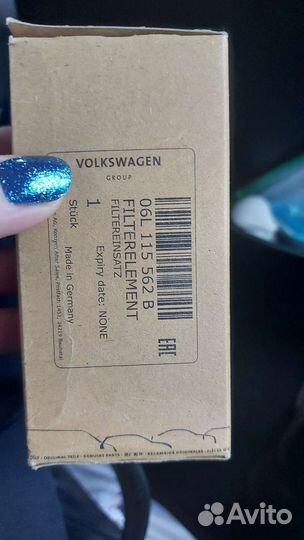 VOLKSWAGEN
GROUP
06L 115 562 B
FILTERELEMENT
FILTEREINSATZ
1
Expiry date: NONE
Stück Made in Germany
EAC
Avito